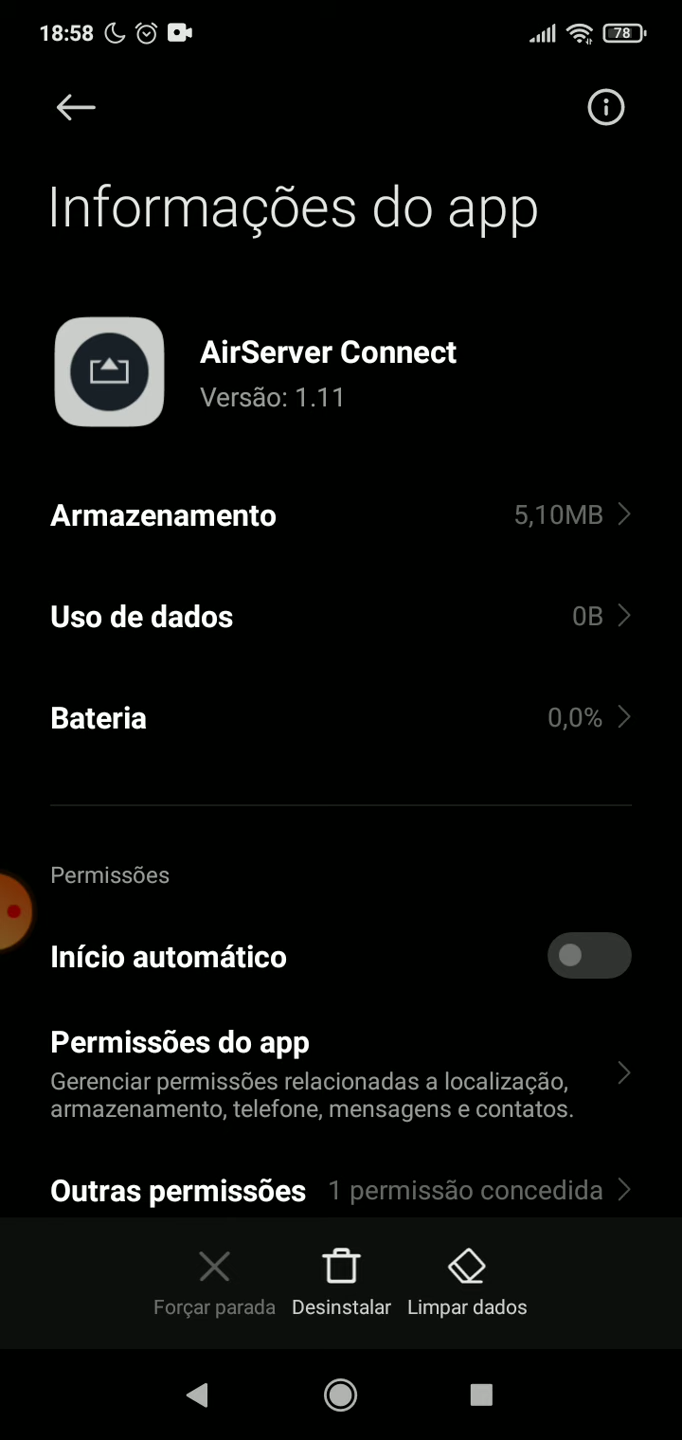 18:58 78
Informações do app
AirServer Connect
Versão: 1.11
Armazenamento 5,10MB
Uso de dados 0B
Bateria 0,0%
Permissões
Início automático
Permissões do app
Gerenciar permissões relacionadas a localização,
armazenamento, telefone, mensagens e contatos.
Outras permissões 1 permissão concedida
Forçar parada Desinstalar Limpar dados